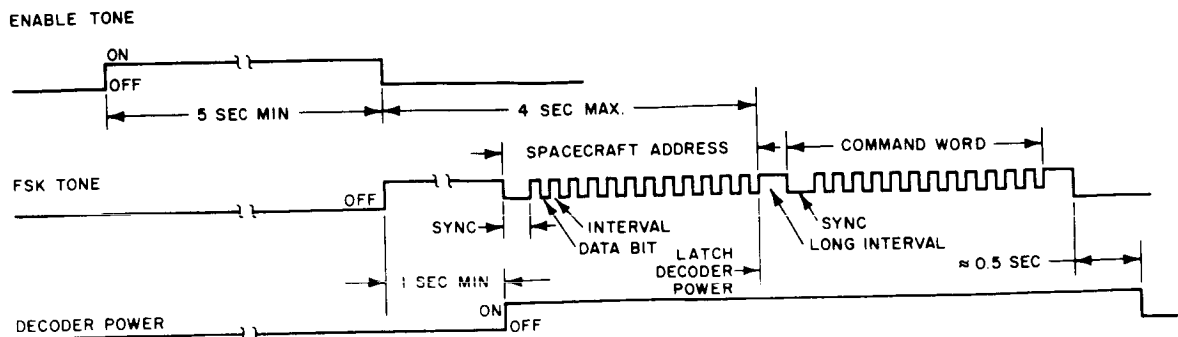 ENABLE TONE
ON
OFF
5 SEC MIN
4 SEC MAX.
SPACECRAFT ADDRESS
COMMAND WORD
FSK TONE
OFF
SYNC
INTERVAL
DATA BIT
SYNC
LONG INTERVAL
LATCH
DECODER
POWER
≈ 0.5 SEC
1 SEC MIN
ON
OFF
DECODER POWER